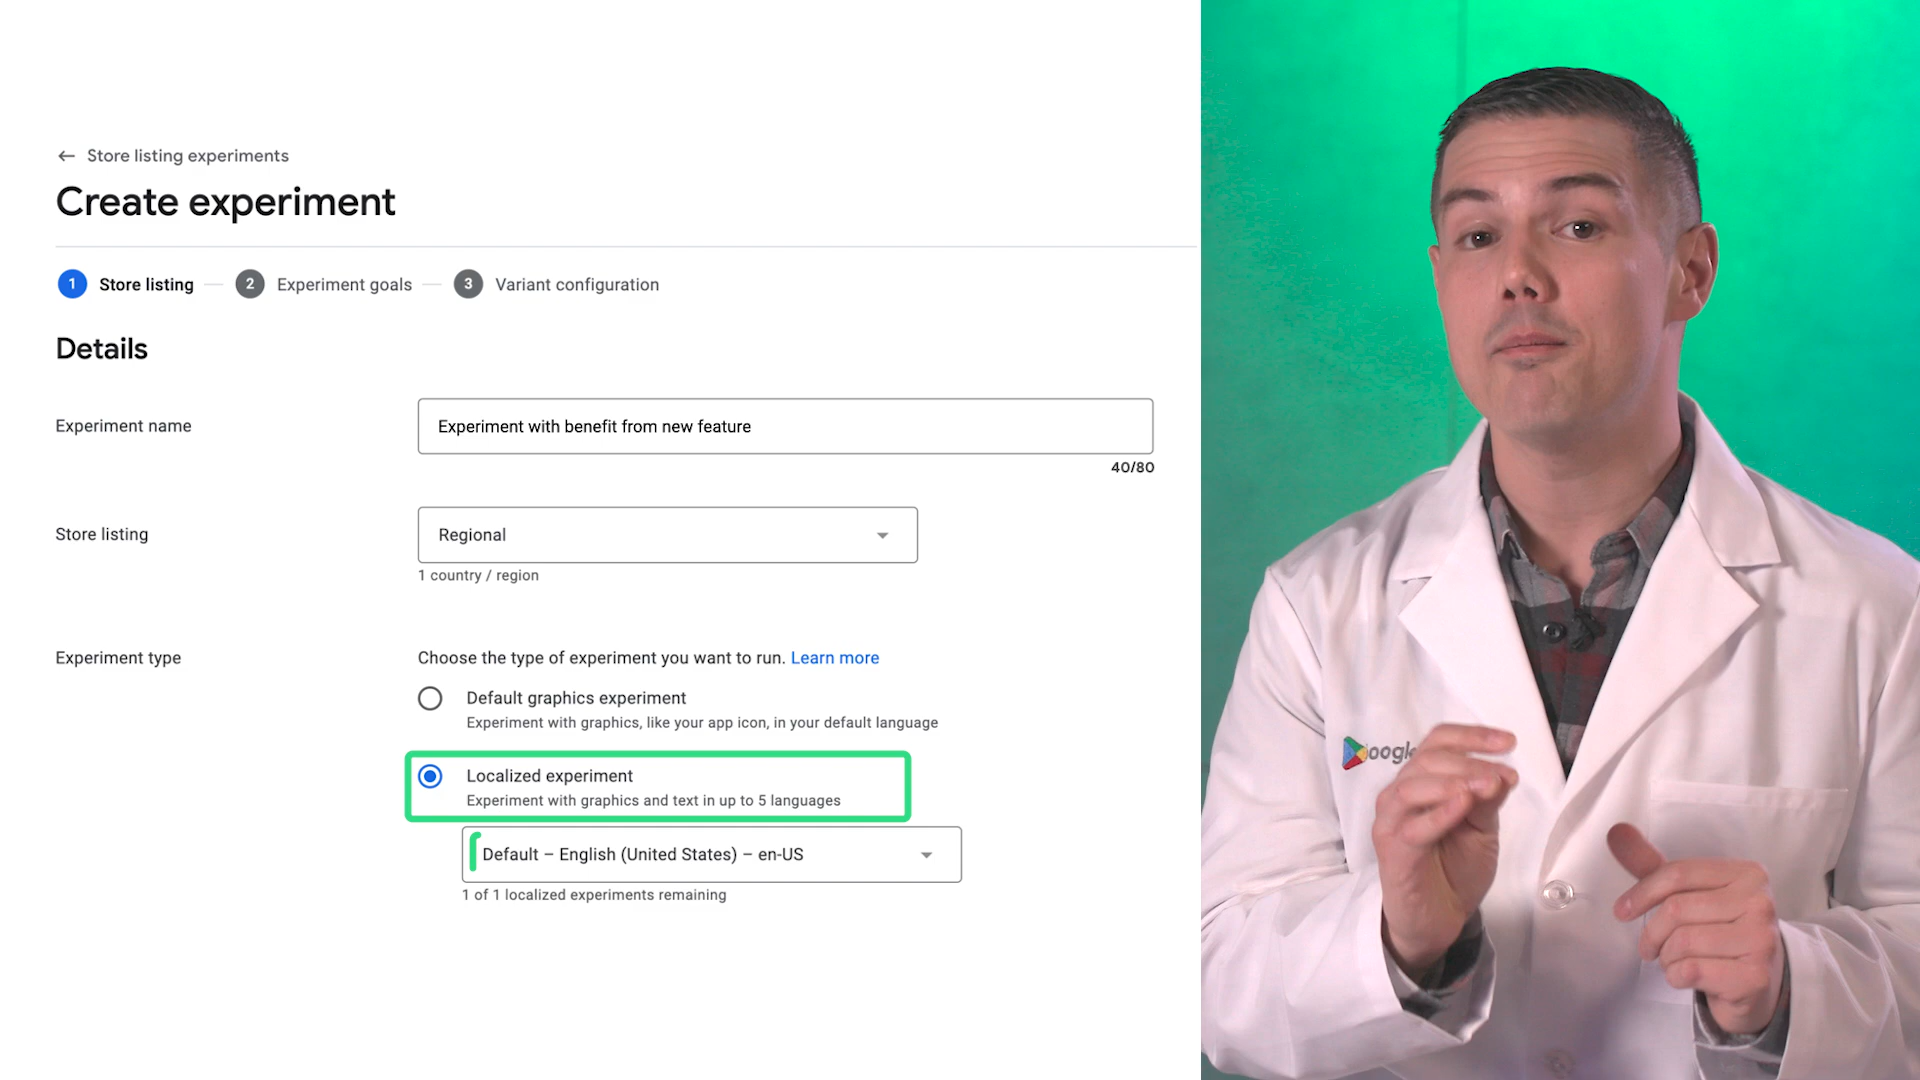 Store listing experiments
Create experiment
1 Store listing 2 Experiment goals 3 Variant configuration
Details
Experiment name
Experiment with benefit from new feature
40/80
Store listing
Regional
1 country / region
Experiment type
Choose the type of experiment you want to run. Learn more
Default graphics experiment
Experiment with graphics, like your app icon, in your default language
Localized experiment
Experiment with graphics and text in up to 5 languages
Default – English (United States) – en-US
1 of 1 localized experiments remaining